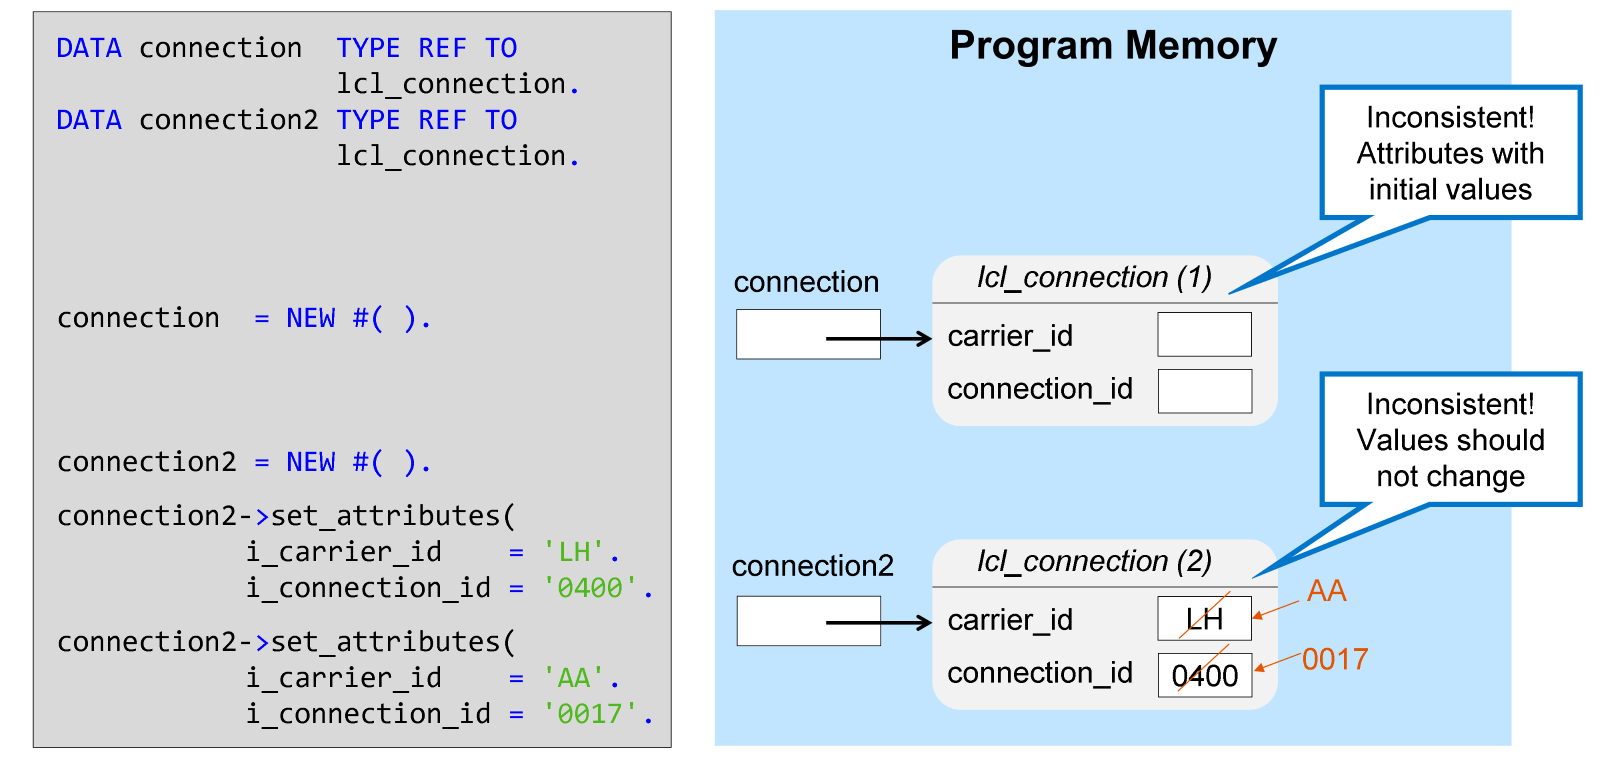 DATA connection  TYPE REF TO
lcl_connection.
DATA connection2 TYPE REF TO
lcl_connection.
connection  = NEW #( ).
connection2 = NEW #( ).
connection2->set_attributes(
i_carrier_id    = 'LH'.
i_connection_id = '0400'.
connection2->set_attributes(
i_carrier_id    = 'AA'.
i_connection_id = '0017'.
Program Memory
Inconsistent!
Attributes with
initial values
connection
lcl_connection (1)
carrier_id
connection_id
Inconsistent!
Values should
not change
connection2
lcl_connection (2)
carrier_id LH AA
connection_id 0400 0017